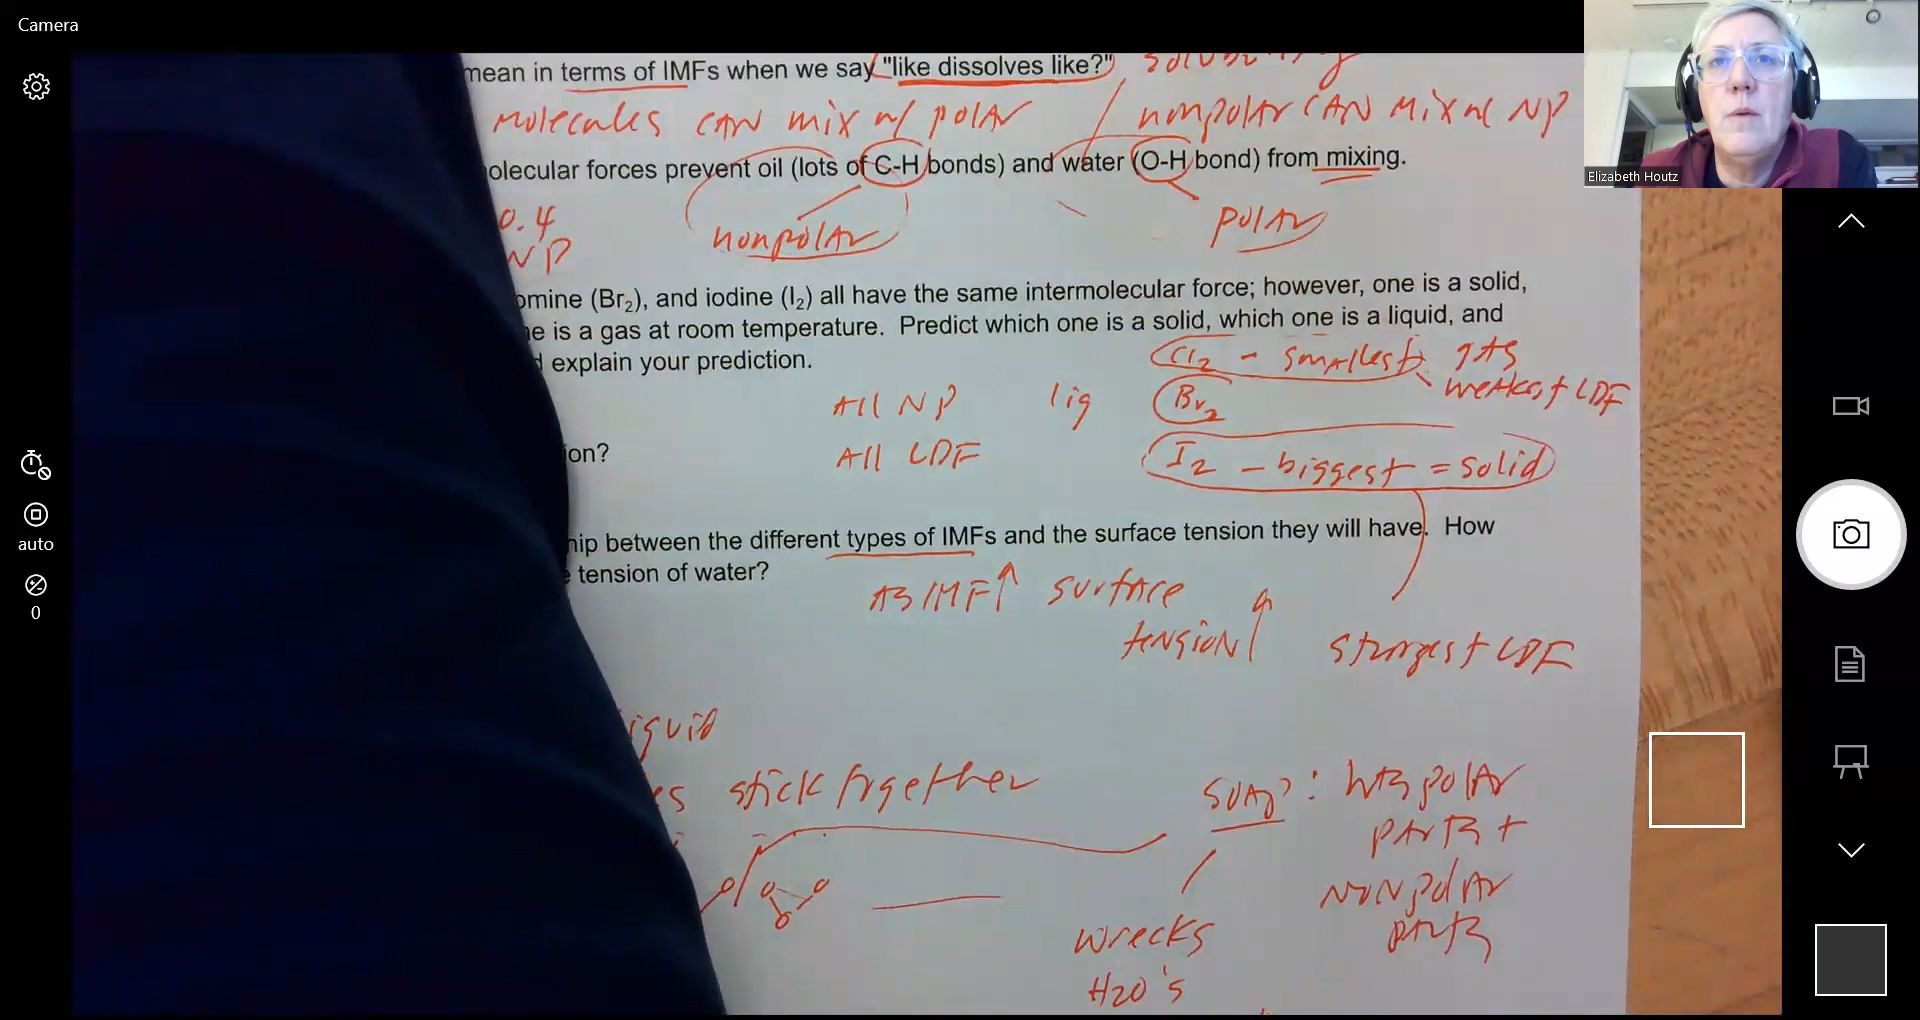 Camera
Elizabeth Houtz
auto
0
mean in terms of IMFs when we say "like dissolves like?"
molecules CAN mix w/ polAr / nonpolar CAN mix w NP
olecular forces prevent oil (lots of C-H bonds) and water (O-H bond) from mixing.
0.4
NP
nonpolAr
polAr
omine (Br2), and iodine (I2) all have the same intermolecular force; however, one is a solid,
e is a gas at room temperature. Predict which one is a solid, which one is a liquid, and
d explain your prediction.
Cl2 - smallest gAs
weakest LDF
All NP
liq Br2
All LDF
I2 - biggest = solid
ion?
hip between the different types of IMFs and the surface tension they will have. How
e tension of water?
As IMF↑ surface
tension↑
strongest LDF
iquid
es stick together
soap: hAs polAr
pArts +
nonpolAr
pArts
wrecks
H2O's